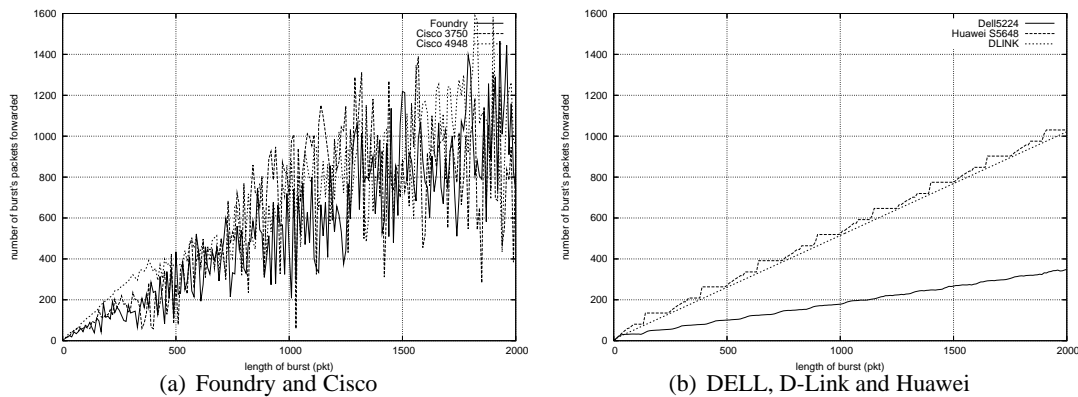 1600
1400
1200
1000
800
600
400
200
0
number of burst's packets forwarded
Foundry
Cisco 3750
Cisco 4948
0 500 1000 1500 2000
length of burst (pkt)
(a) Foundry and Cisco
1600
1400
1200
1000
800
600
400
200
0
number of burst's packets forwarded
Dell5224
Huawei S5648
DLINK
0 500 1000 1500 2000
length of burst (pkt)
(b) DELL, D-Link and Huawei